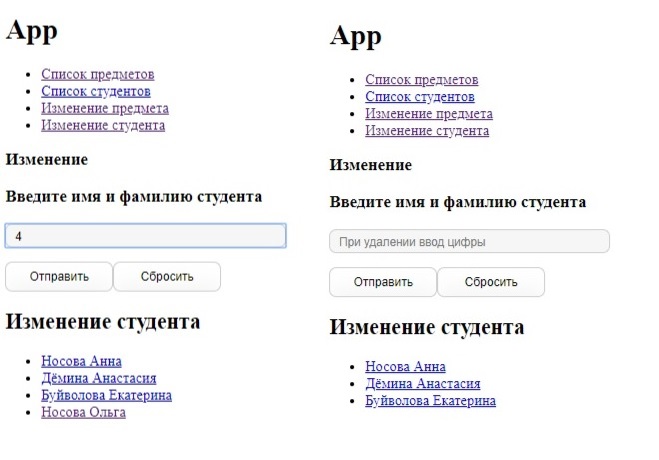 App
Список предметов
Список студентов
Изменение предмета
Изменение студента
Изменение
Введите имя и фамилию студента
4
Отправить Сбросить
Изменение студента
Носова Анна
Дёмина Анастасия
Буйволова Екатерина
Носова Ольга
App
Список предметов
Список студентов
Изменение предмета
Изменение студента
Изменение
Введите имя и фамилию студента
При удалении ввод цифры
Отправить Сбросить
Изменение студента
Носова Анна
Дёмина Анастасия
Буйволова Екатерина